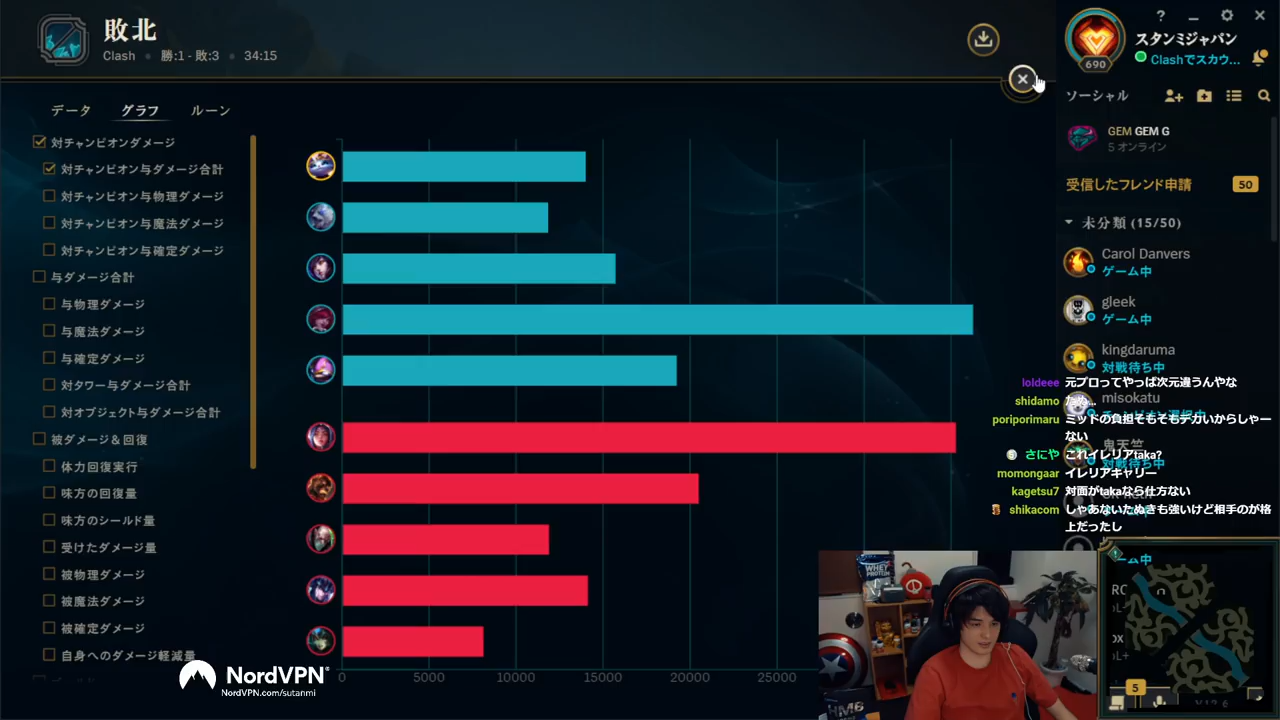 敗北
Clash • 勝:1 - 敗:3 • 34:15
データ グラフ ルーン
対チャンピオンダメージ
対チャンピオン与ダメージ合計
対チャンピオン与物理ダメージ
対チャンピオン与魔法ダメージ
対チャンピオン与確定ダメージ
与ダメージ合計
与物理ダメージ
与魔法ダメージ
与確定ダメージ
対タワー与ダメージ合計
対オブジェクト与ダメージ合計
被ダメージ＆回復
体力回復実行
味方の回復量
味方のシールド量
受けたダメージ量
被物理ダメージ
被魔法ダメージ
被確定ダメージ
自身へのダメージ軽減量
0 5000 10000 15000 20000 25000
NordVPN®
NordVPN.com/sutanmi
?
690
スタンミジャパン
Clashでスカウ...
ソーシャル
GEM GEM G
5 オンライン
受信したフレンド申請 50
未分類 (15/50)
Carol Danvers
ゲーム中
gleek
ゲーム中
kingdaruma
対戦待ち中
misokatu
鬼天竺
対戦待ち中
loldeee 元プロってやっぱ次元違うんやな
shidamo たぬ...
poriporimaru ミッドの負担そもそもデカいからしゃー
ない
さにや これイレリアtaka?
momongaar イレリアキャリー
kagetsu7 対面がtakaなら仕方ない
shikacom しゃあないたぬきも強いけど相手のが格
上だったし
ーム中
5
V12.6
WHEY
PROTEIN